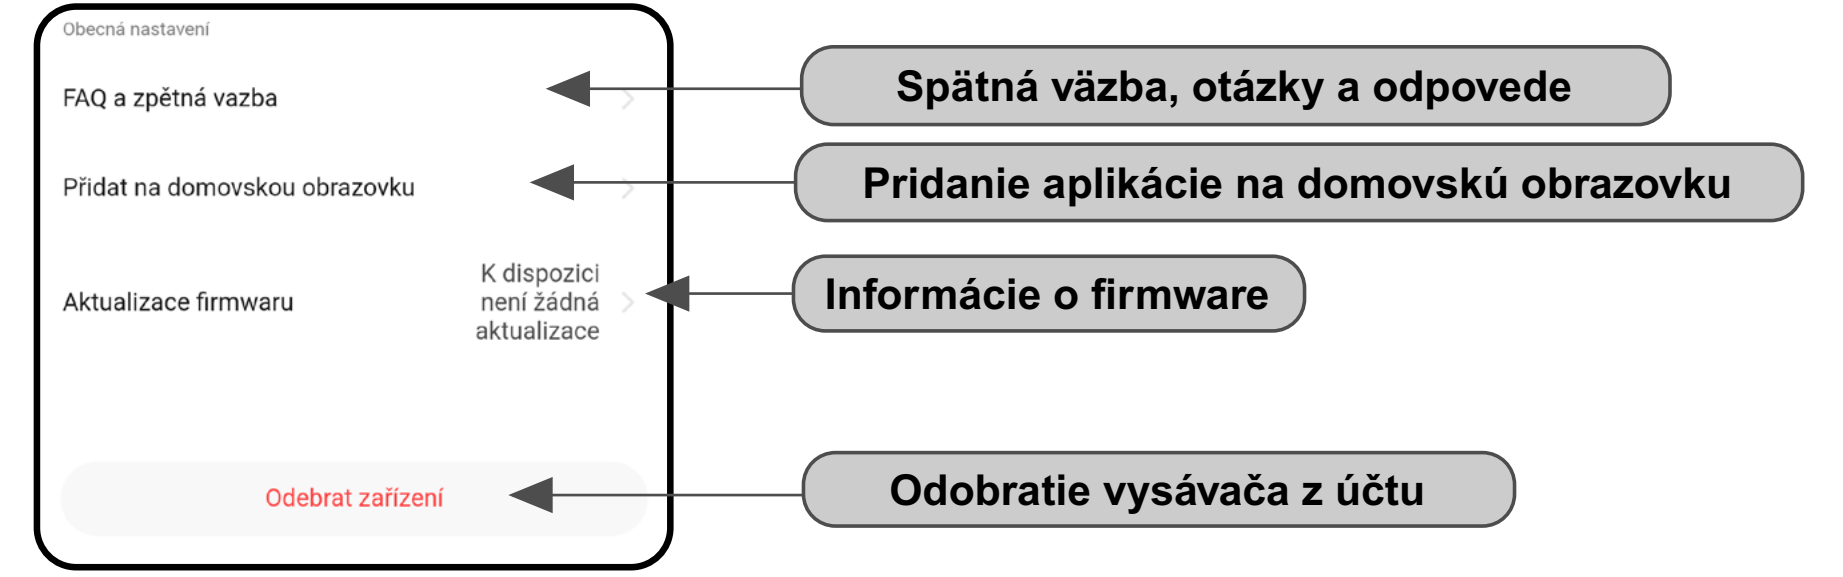 Obecná nastavení
FAQ a zpětná vazba
Spätná väzba, otázky a odpovede
Přidat na domovskou obrazovku
Pridanie aplikácie na domovskú obrazovku
Aktualizace firmwaru
K dispozici
není žádná
aktualizace
Informácie o firmware
Odebrat zařízení
Odobratie vysávača z účtu